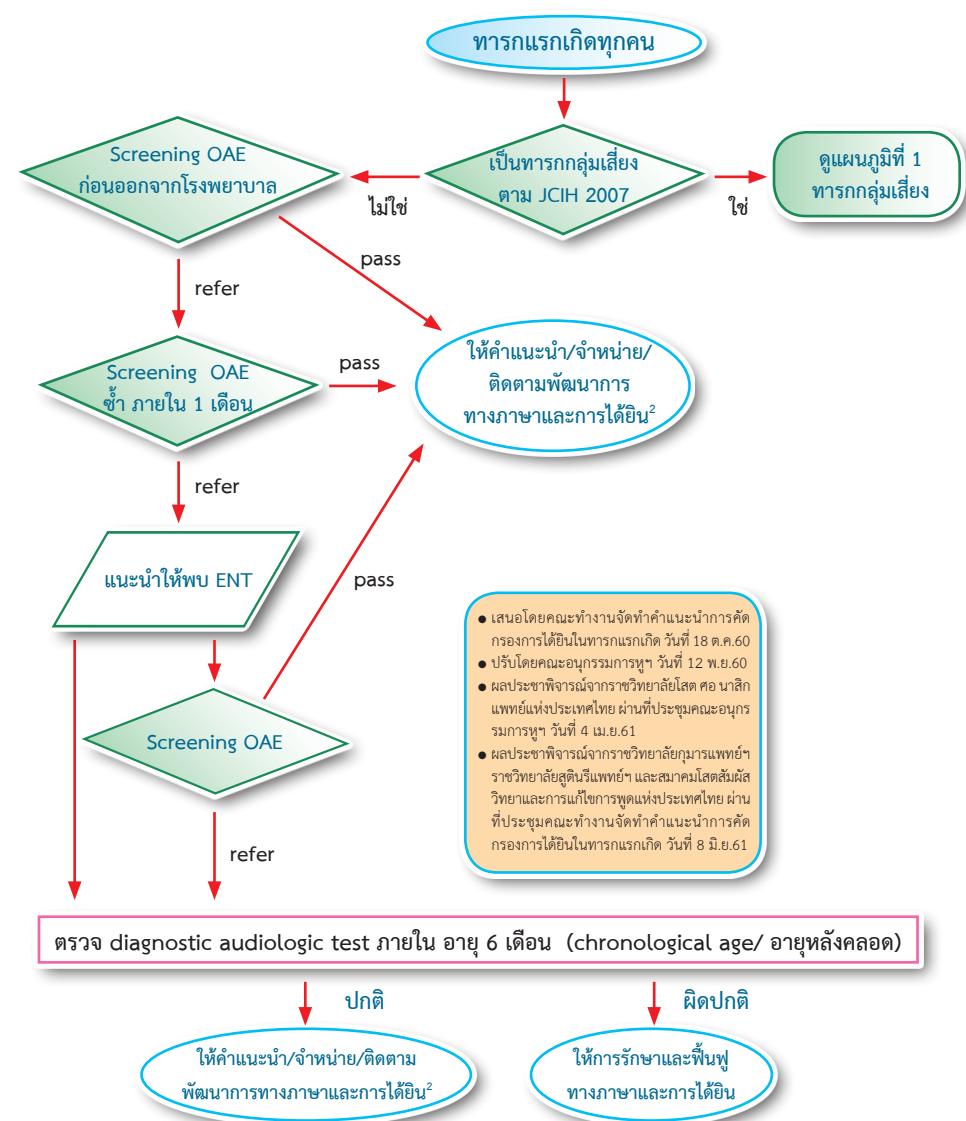 ทารกแรกเกิดทุกคน
Screening OAE
ก่อนออกจากโรงพยาบาล
เป็นทารกกลุ่มเสี่ยง
ตาม JCIH 2007
ดูแผนภูมิที่ 1
ทารกกลุ่มเสี่ยง
ไม่ใช่
ใช่
pass
refer
Screening OAE
ซ้ำ ภายใน 1 เดือน
pass
ให้คำแนะนำ/จำหน่าย/
ติดตามพัฒนาการ
ทางภาษาและการได้ยิน²
refer
แนะนำให้พบ ENT
pass
● เสนอโดยคณะทำงานจัดทำคำแนะนำการคัด
กรองการได้ยินในทารกแรกเกิด วันที่ 18 ต.ค.60
● ปรับโดยคณะอนุกรรมการหูฯ วันที่ 12 พ.ย.60
● ผลประชาพิจารณ์จากราชวิทยาลัยโสต ศอ นาสิก
แพทย์แห่งประเทศไทย ผ่านที่ประชุมคณะอนุกร
รมการหูฯ วันที่ 4 เม.ย.61
● ผลประชาพิจารณ์จากราชวิทยาลัยกุมารแพทย์ฯ
ราชวิทยาลัยสูตินรีแพทย์ฯ และสมาคมโสตสัมผัส
วิทยาและการแก้ไขการพูดแห่งประเทศไทย ผ่าน
ที่ประชุมคณะทำงานจัดทำคำแนะนำการคัด
กรองการได้ยินในทารกแรกเกิด วันที่ 8 มิ.ย.61
Screening OAE
refer
ตรวจ diagnostic audiologic test ภายใน อายุ 6 เดือน (chronological age/ อายุหลังคลอด)
ปกติ
ผิดปกติ
ให้คำแนะนำ/จำหน่าย/ติดตาม
พัฒนาการทางภาษาและการได้ยิน²
ให้การรักษาและฟื้นฟู
ทางภาษาและการได้ยิน